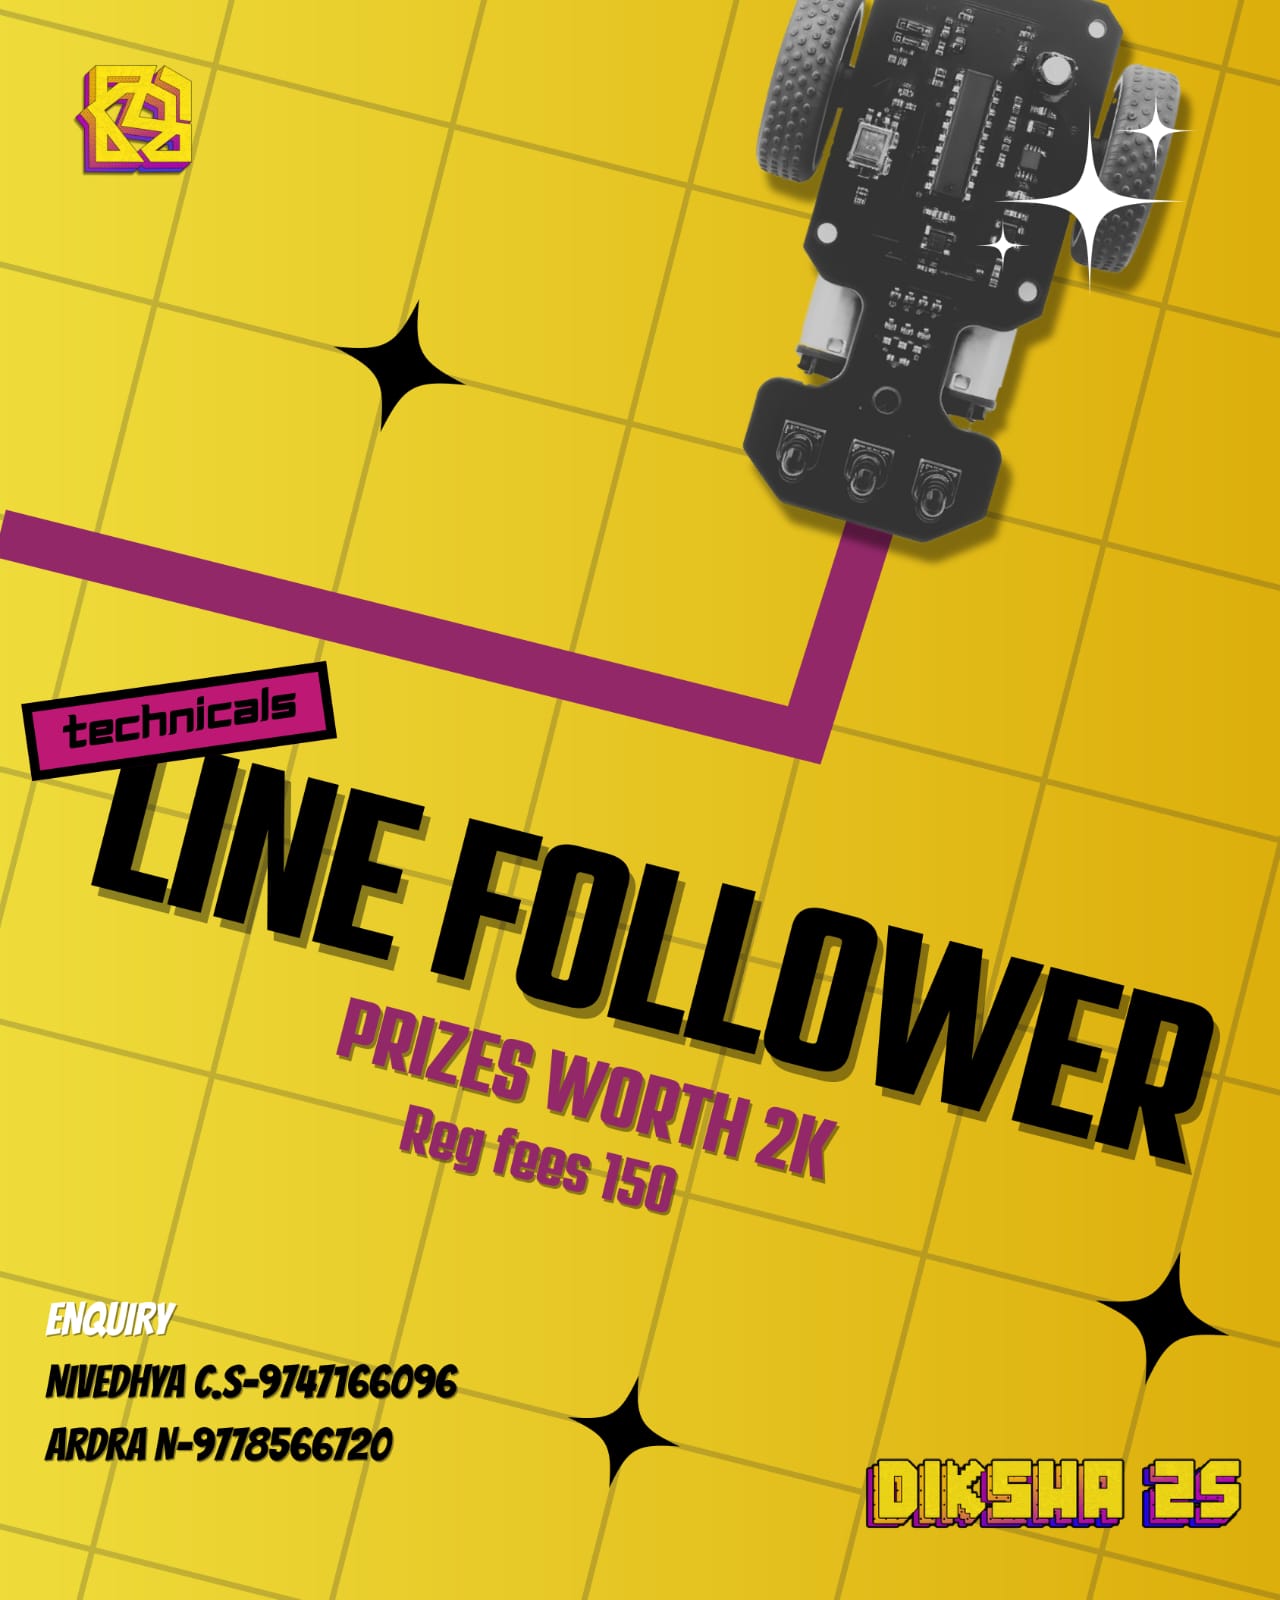 technicals
LINE FOLLOWER
PRIZES WORTH 2K
Reg fees 150
ENQUIRY
NIVEDHYA C.S-9747166096
ARDRA N-9778566720
DIKSHA 25